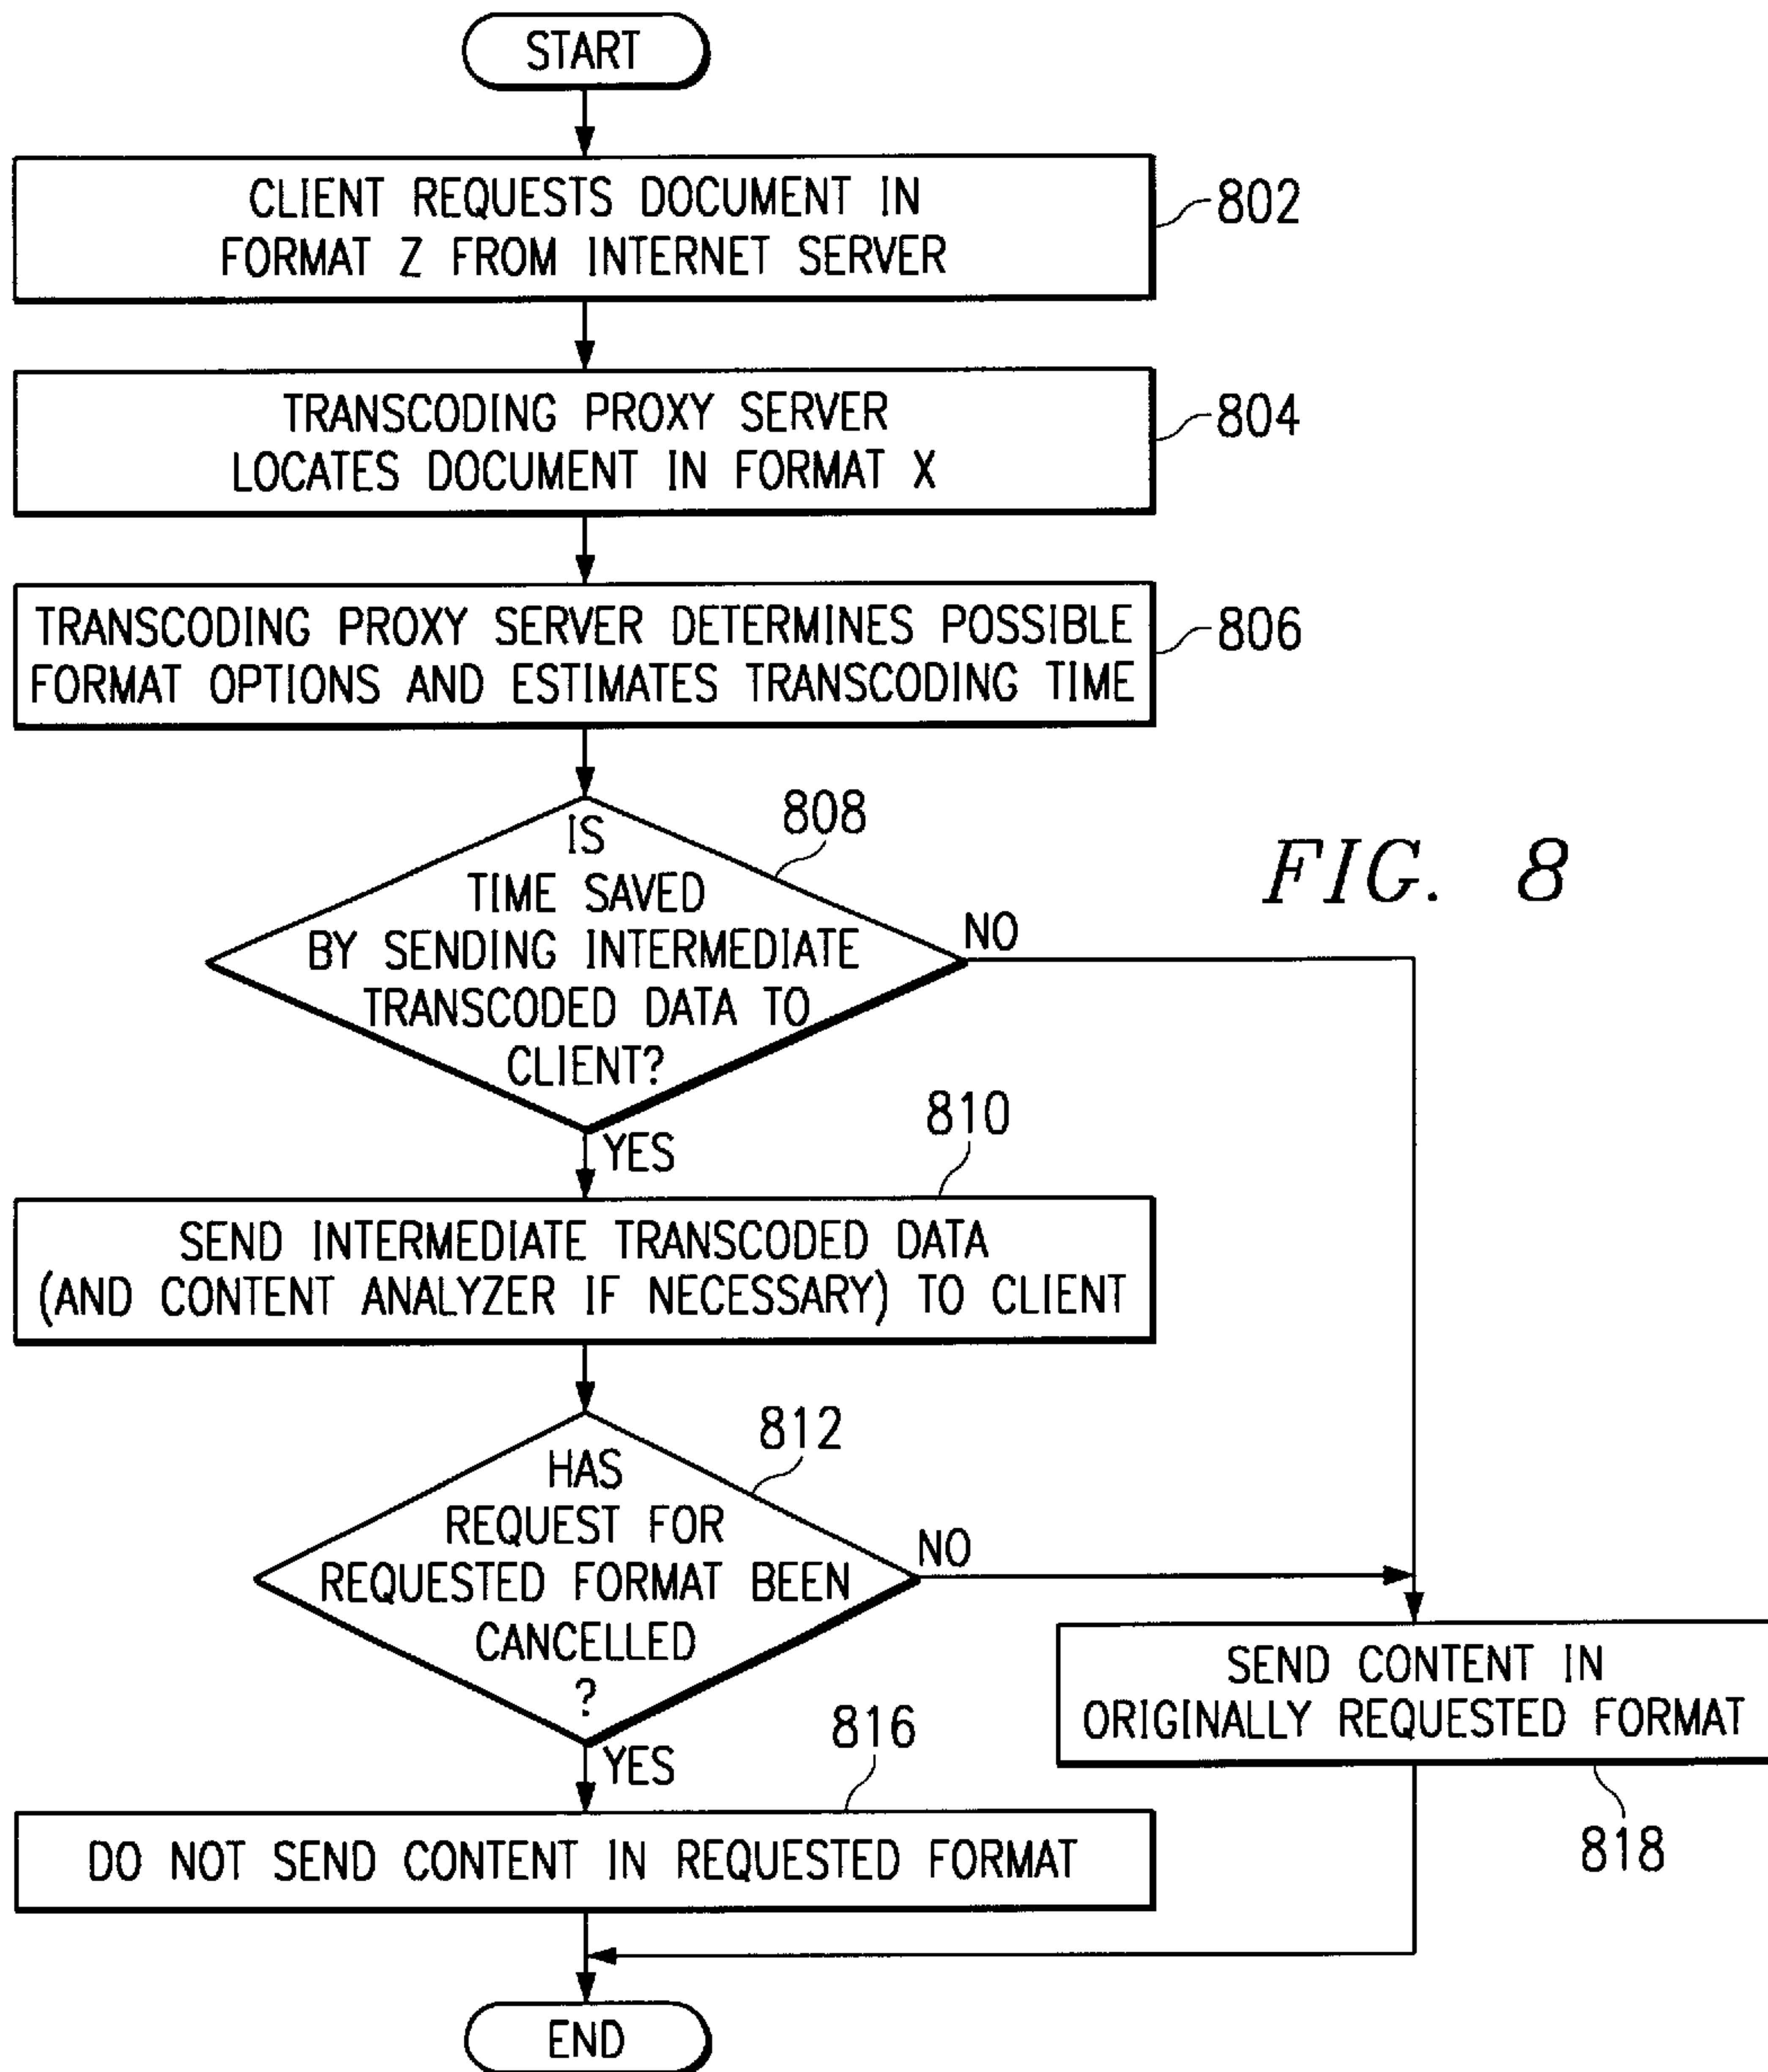 START
CLIENT REQUESTS DOCUMENT IN
FORMAT Z FROM INTERNET SERVER
802
TRANSCODING PROXY SERVER
LOCATES DOCUMENT IN FORMAT X
804
TRANSCODING PROXY SERVER DETERMINES POSSIBLE
FORMAT OPTIONS AND ESTIMATES TRANSCODING TIME
806
IS
TIME SAVED
BY SENDING INTERMEDIATE
TRANSCODED DATA TO
CLIENT?
808
NO
FIG. 8
YES
810
SEND INTERMEDIATE TRANSCODED DATA
(AND CONTENT ANALYZER IF NECESSARY) TO CLIENT
812
HAS
REQUEST FOR
REQUESTED FORMAT BEEN
CANCELLED
?
NO
SEND CONTENT IN
ORIGINALLY REQUESTED FORMAT
818
YES
816
DO NOT SEND CONTENT IN REQUESTED FORMAT
END